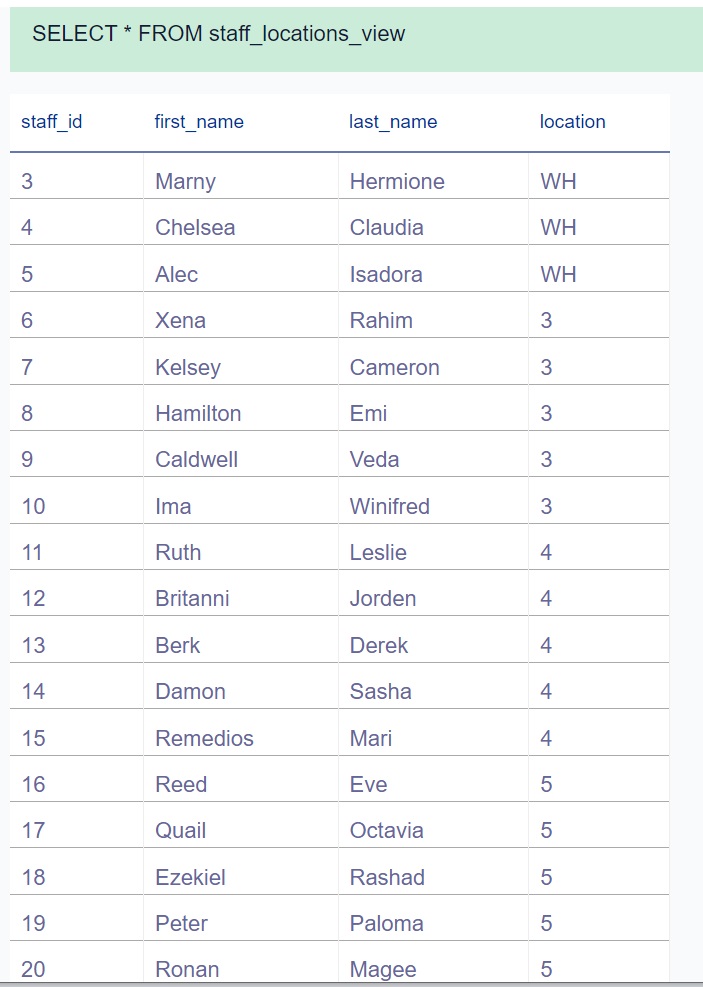 SELECT * FROM staff_locations_view
staff_id first_name last_name location
3 Marny Hermione WH
4 Chelsea Claudia WH
5 Alec Isadora WH
6 Xena Rahim 3
7 Kelsey Cameron 3
8 Hamilton Emi 3
9 Caldwell Veda 3
10 Ima Winifred 3
11 Ruth Leslie 4
12 Britanni Jorden 4
13 Berk Derek 4
14 Damon Sasha 4
15 Remedios Mari 4
16 Reed Eve 5
17 Quail Octavia 5
18 Ezekiel Rashad 5
19 Peter Paloma 5
20 Ronan Magee 5